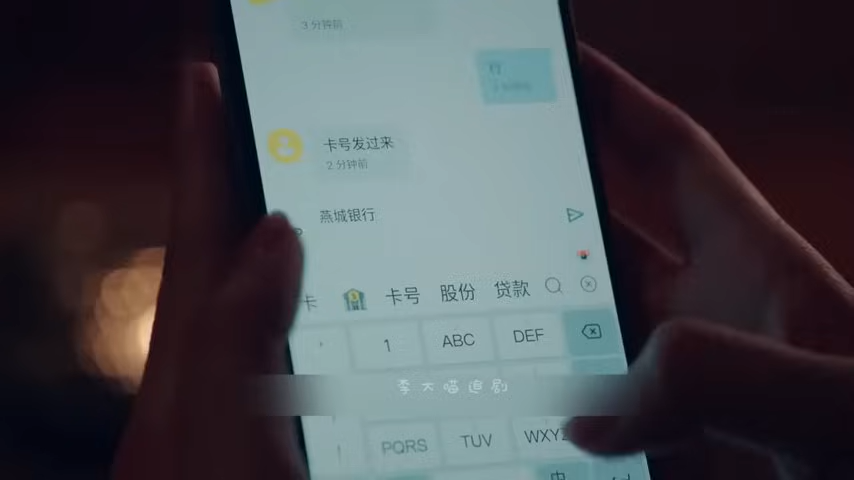 3 分钟前
行
卡号发过来
2 分钟前
燕城银行
卡 卡号 股份 贷款
1 ABC DEF
李大喵追剧
PQRS TUV WXYZ
中